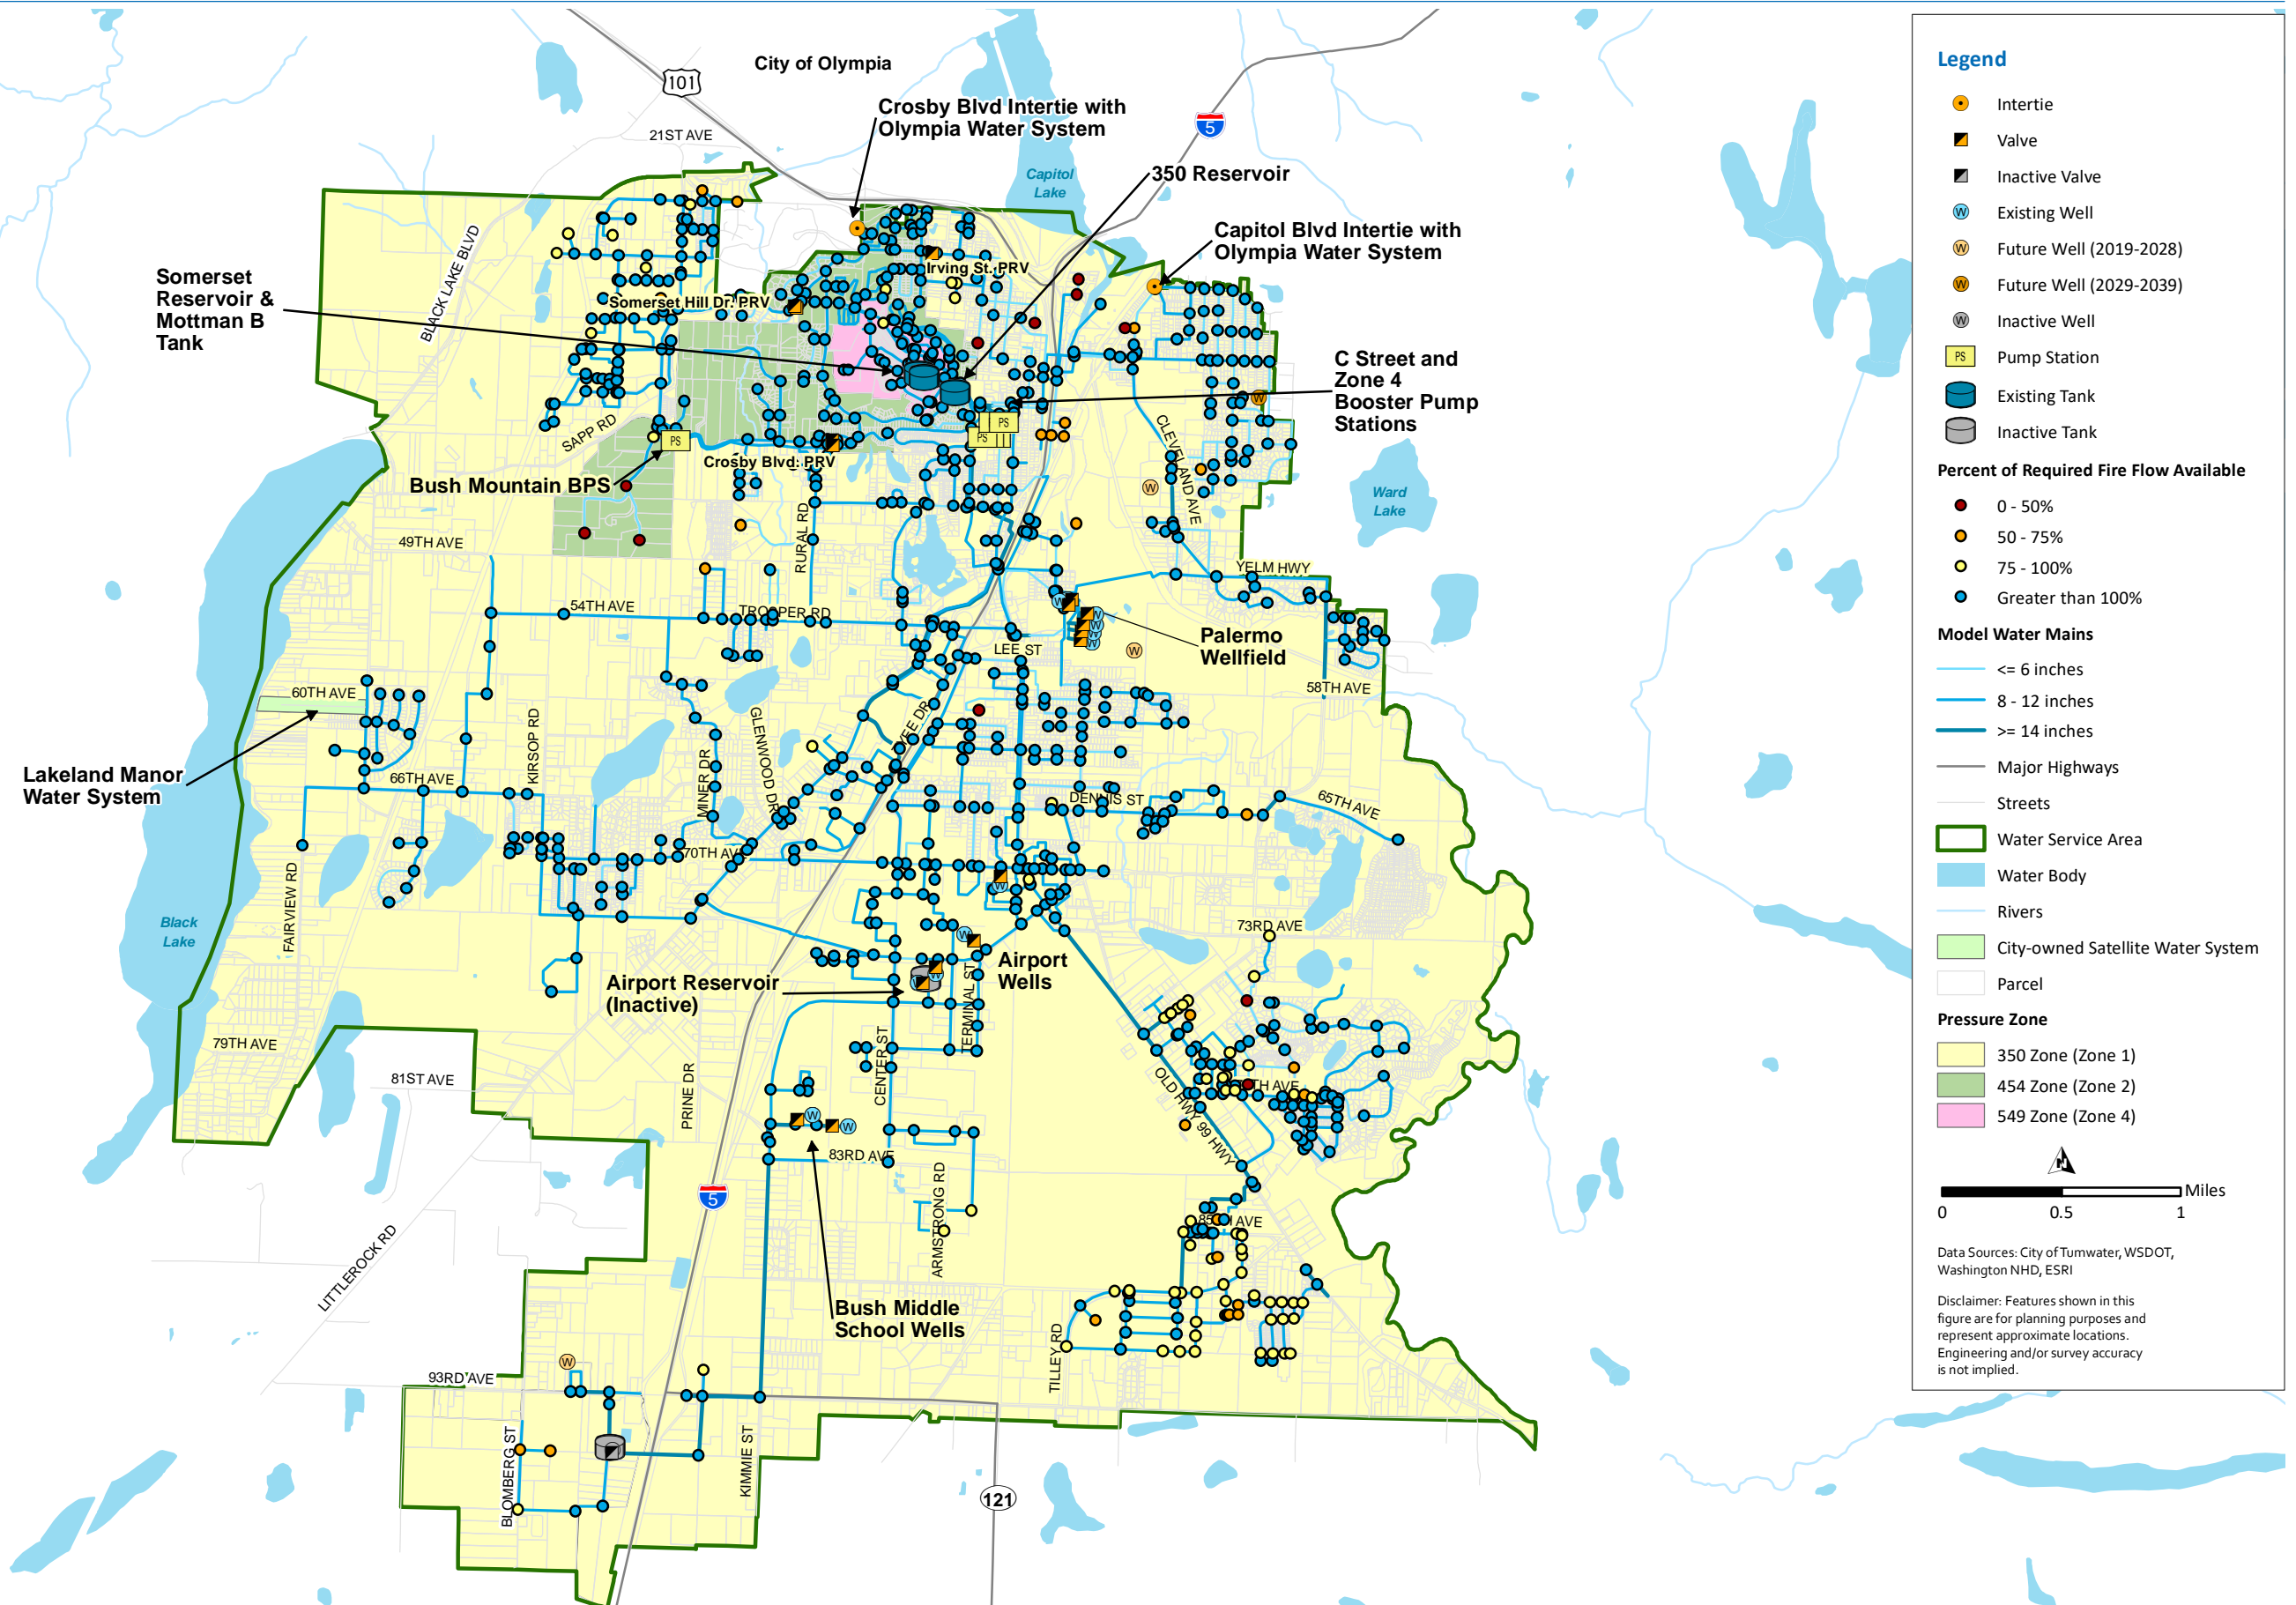 City of Olympia
101
Crosby Blvd Intertie with
Olympia Water System
5
21ST AVE
Capitol
Lake
350 Reservoir
Capitol Blvd Intertie with
Olympia Water System
Somerset
Reservoir &
Mottman B
Tank
BLACK LAKE BLVD
Irving St. PRV
Somerset Hill Dr. PRV
C Street and
Zone 4
Booster Pump
Stations
SAPP RD
PS
PS
PS
CLEVELAND AVE
W
Crosby Blvd. PRV
Bush Mountain BPS
W
Ward
Lake
RURAL RD
49TH AVE
YELM HWY
54TH AVE
TROSPER RD
W
W
W
W
W
Palermo
Wellfield
LEE ST
W
58TH AVE
60TH AVE
KIRSOP RD
GLENWOOD DR
TYEE DR
MINER DR
Lakeland Manor
Water System
66TH AVE
DENNIS ST
65TH AVE
70TH AVE
W
FAIRVIEW RD
Black
Lake
73RD AVE
W
Airport
Wells
Airport Reservoir
(Inactive)
W
TERMINAL ST
79TH AVE
CENTER ST
81ST AVE
PRINE DR
OLD HWY 99 HWY
TH AVE
W
W
83RD AVE
ARMSTRONG RD
5
85TH AVE
LITTLEROCK RD
Bush Middle
School Wells
TILLEY RD
W
93RD AVE
BLOMBERG ST
KIMMIE ST
121
Legend
Intertie
Valve
Inactive Valve
W Existing Well
W Future Well (2019-2028)
W Future Well (2029-2039)
W Inactive Well
PS Pump Station
Existing Tank
Inactive Tank
Percent of Required Fire Flow Available
0 - 50%
50 - 75%
75 - 100%
Greater than 100%
Model Water Mains
<= 6 inches
8 - 12 inches
>= 14 inches
Major Highways
Streets
Water Service Area
Water Body
Rivers
City-owned Satellite Water System
Parcel
Pressure Zone
350 Zone (Zone 1)
454 Zone (Zone 2)
549 Zone (Zone 4)
Miles
0 0.5 1
Data Sources: City of Tumwater, WSDOT,
Washington NHD, ESRI
Disclaimer: Features shown in this
figure are for planning purposes and
represent approximate locations.
Engineering and/or survey accuracy
is not implied.